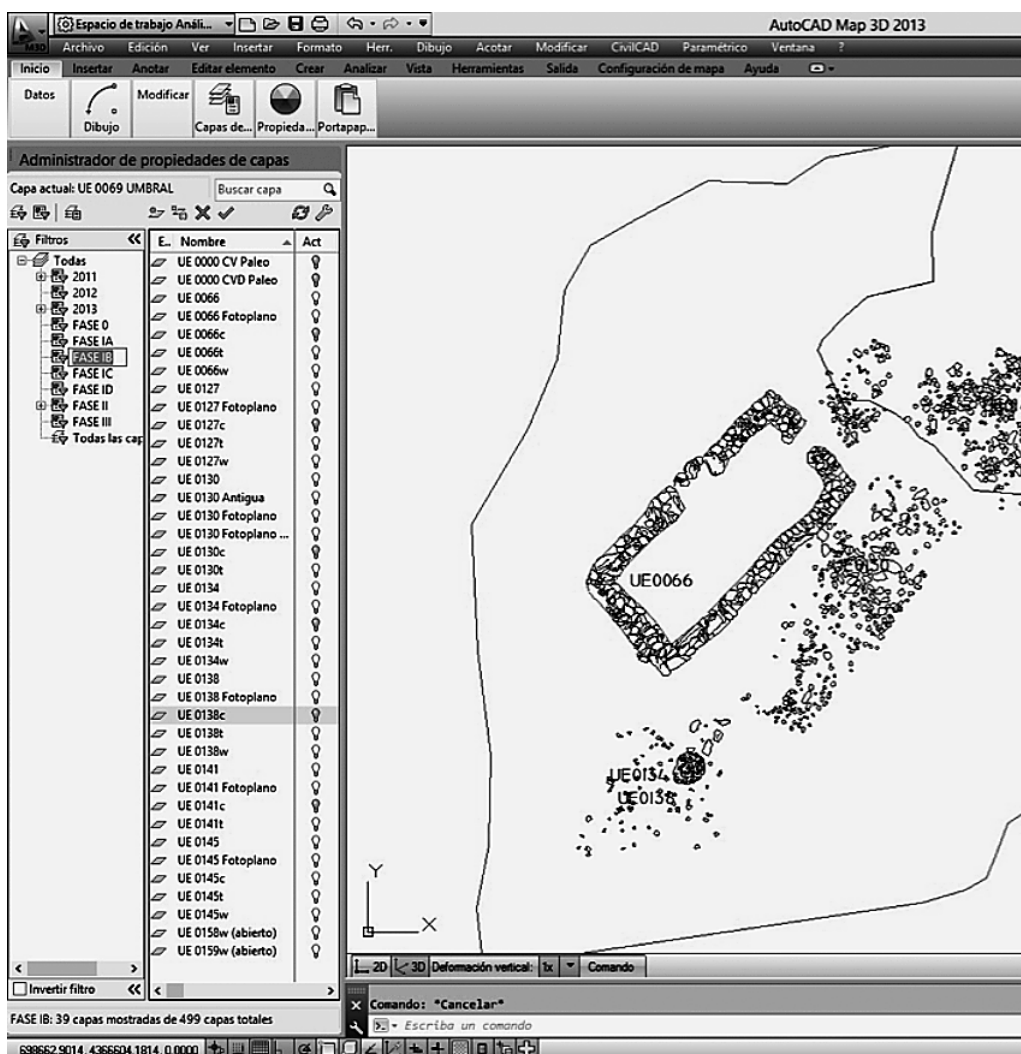 Espacio de trabajo Análi...
AutoCAD Map 3D 2013
M3D Archivo Edición Ver Insertar Formato Herr. Dibujo Acotar Modificar CivilCAD Paramétrico Ventana ?
Inicio Insertar Anotar Editar elemento Crear Analizar Vista Herramientas Salida Configuración de mapa Ayuda
Datos Modificar
Dibujo Capas de... Propieda... Portapap...
Administrador de propiedades de capas
Capa actual: UE 0069 UMBRAL Buscar capa
Filtros
Todas
2011
2012
2013
FASE 0
FASE IA
FASE IB
FASE IC
FASE ID
FASE II
FASE III
Todas las cap
E.. Nombre Act
UE 0000 CV Paleo
UE 0000 CVD Paleo
UE 0066
UE 0066 Fotoplano
UE 0066c
UE 0066t
UE 0066w
UE 0127
UE 0127 Fotoplano
UE 0127c
UE 0127t
UE 0127w
UE 0130
UE 0130 Antigua
UE 0130 Fotoplano
UE 0130 Fotoplano ...
UE 0130c
UE 0130t
UE 0134
UE 0134 Fotoplano
UE 0134c
UE 0134t
UE 0134w
UE 0138
UE 0138 Fotoplano
UE 0138c
UE 0138t
UE 0138w
UE 0141
UE 0141 Fotoplano
UE 0141c
UE 0141t
UE 0145
UE 0145 Fotoplano
UE 0145c
UE 0145t
UE 0145w
UE 0158w (abierto)
UE 0159w (abierto)
Invertir filtro
FASE IB: 39 capas mostradas de 499 capas totales
UE0066
UE0134
UE0138
Y
X
2D 3D Deformación vertical: 1x Comando
Comando: *Cancelar*
Escriba un comando
698662.9014, 4366604.1814, 0.0000